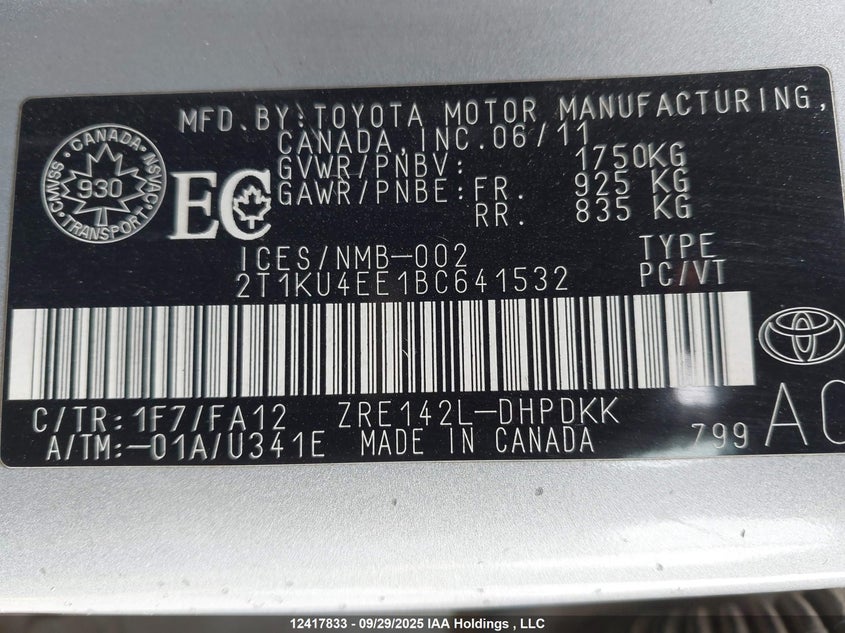 MFD. BY: TOYOTA MOTOR MANUFACTURING,
CANADA, INC. 06/11
GVWR/PNBV: 1750KG
GAWR/PNBE: FR. 925 KG
RR. 835 KG
CANADA
CMVSS NSVAC
930
TRANSPORT
EC
ICES/NMB-002
TYPE
2T1KU4EE1BC641532
PC/VT
C/TR: 1F7/FA12 ZRE142L-DHPDKK
A/TM: -01A/U341E MADE IN CANADA
799 AC
12417833 - 09/29/2025 IAA Holdings , LLC